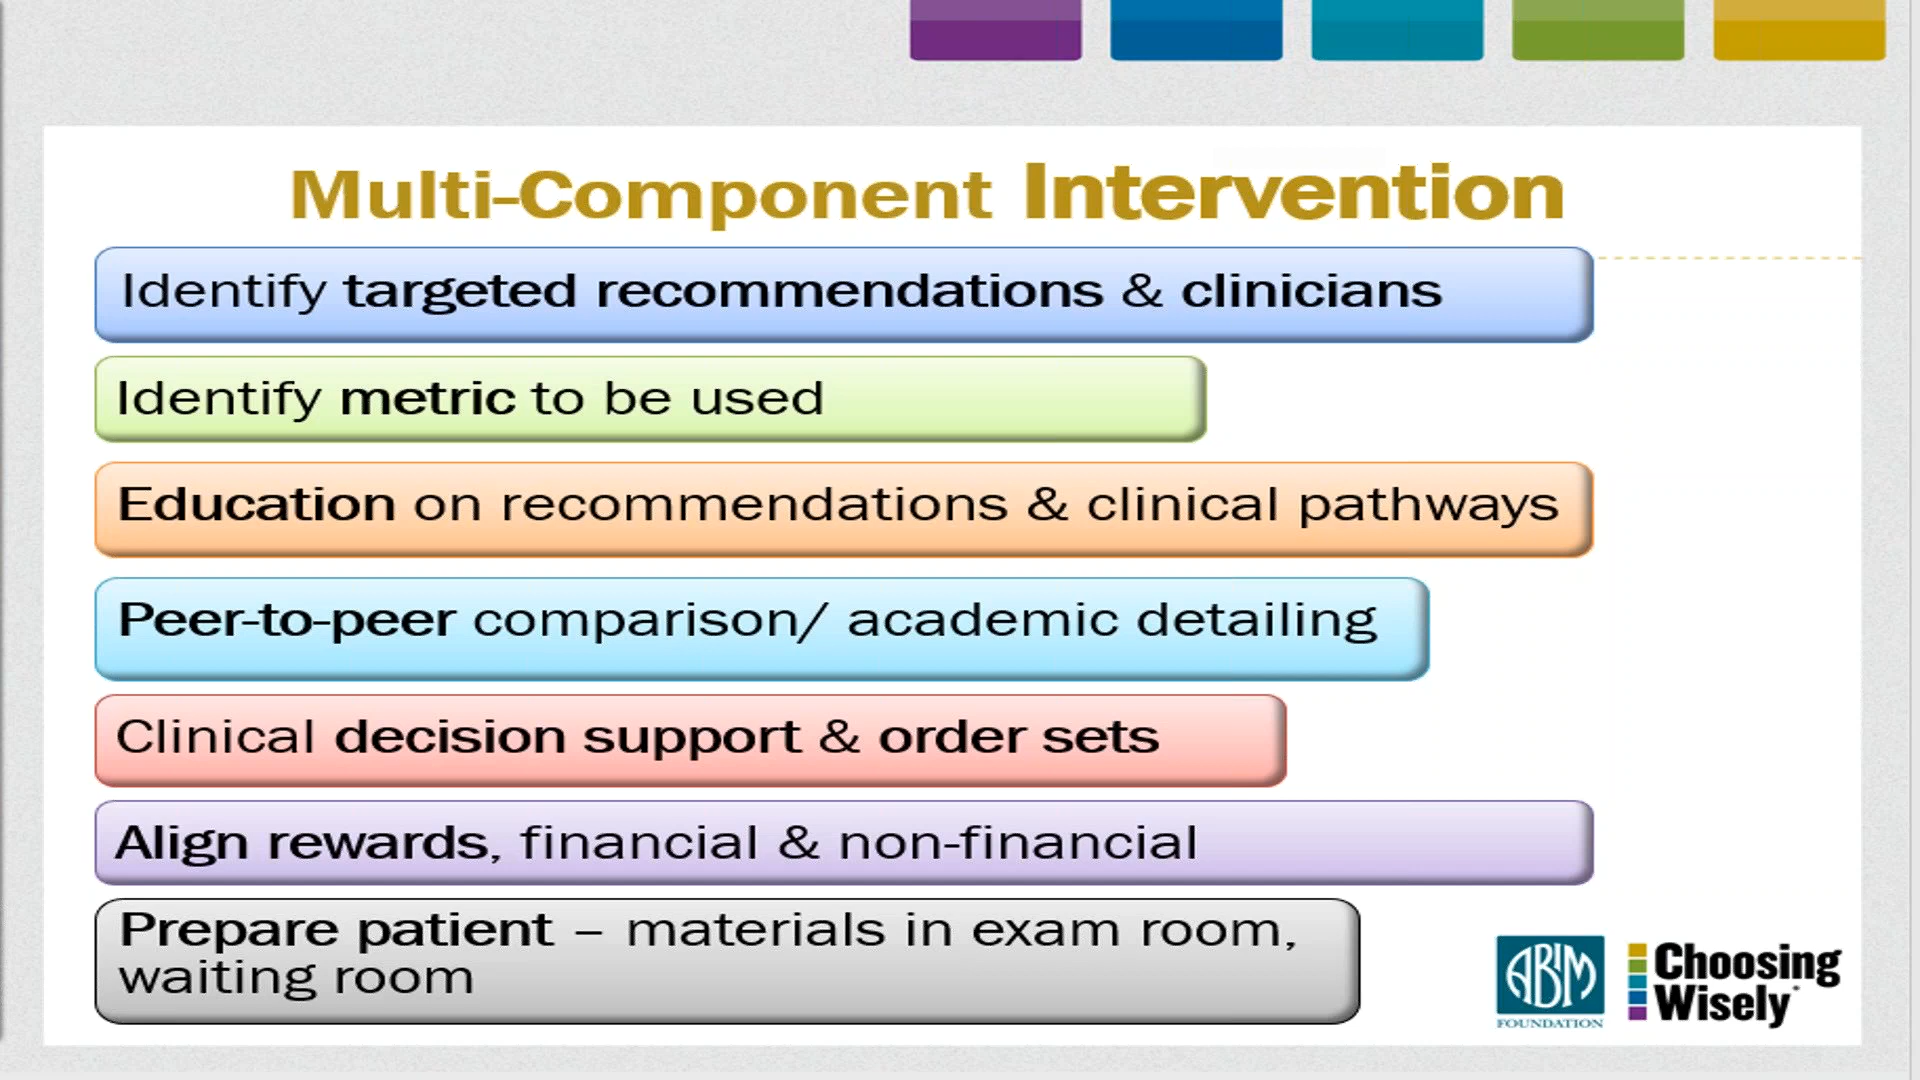 Multi-Component Intervention
Identify targeted recommendations & clinicians
Identify metric to be used
Education on recommendations & clinical pathways
Peer-to-peer comparison/ academic detailing
Clinical decision support & order sets
Align rewards, financial & non-financial
Prepare patient – materials in exam room,
waiting room
ABIM
FOUNDATION
Choosing
Wisely